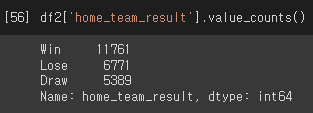 [56] df2['home_team_result'].value_counts()
Win 11761
Lose 6771
Draw 5389
Name: home_team_result, dtype: int64